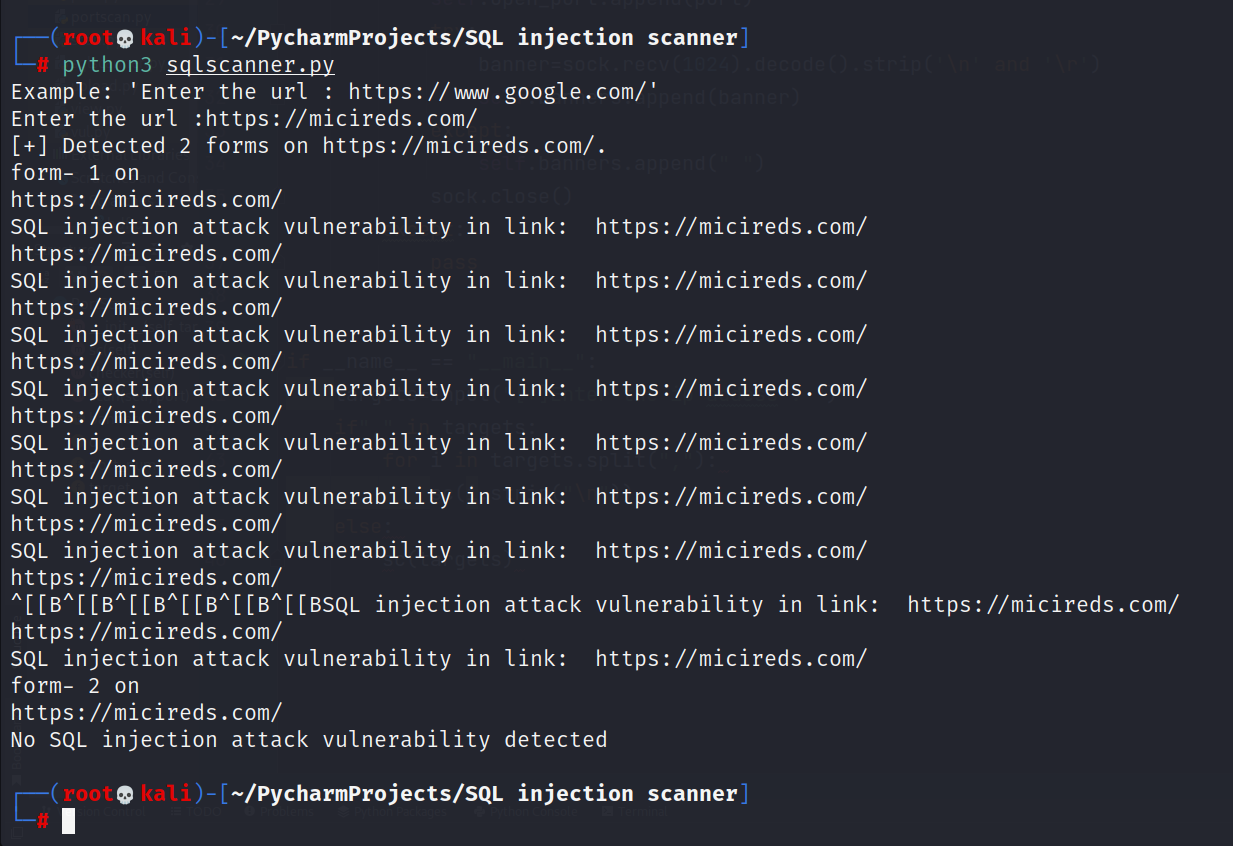 ┌──(root💀kali)-[~/PycharmProjects/SQL injection scanner]
└─# python3 sqlscanner.py
Example: 'Enter the url : https://www.google.com/'
Enter the url :https://micireds.com/
[+] Detected 2 forms on https://micireds.com/.
form- 1 on
https://micireds.com/
SQL injection attack vulnerability in link:  https://micireds.com/
https://micireds.com/
SQL injection attack vulnerability in link:  https://micireds.com/
https://micireds.com/
SQL injection attack vulnerability in link:  https://micireds.com/
https://micireds.com/
SQL injection attack vulnerability in link:  https://micireds.com/
https://micireds.com/
SQL injection attack vulnerability in link:  https://micireds.com/
https://micireds.com/
SQL injection attack vulnerability in link:  https://micireds.com/
https://micireds.com/
SQL injection attack vulnerability in link:  https://micireds.com/
https://micireds.com/
^[[B^[[B^[[B^[[B^[[B^[[BSQL injection attack vulnerability in link:  https://micireds.com/
https://micireds.com/
SQL injection attack vulnerability in link:  https://micireds.com/
form- 2 on
https://micireds.com/
No SQL injection attack vulnerability detected
┌──(root💀kali)-[~/PycharmProjects/SQL injection scanner]
└─#